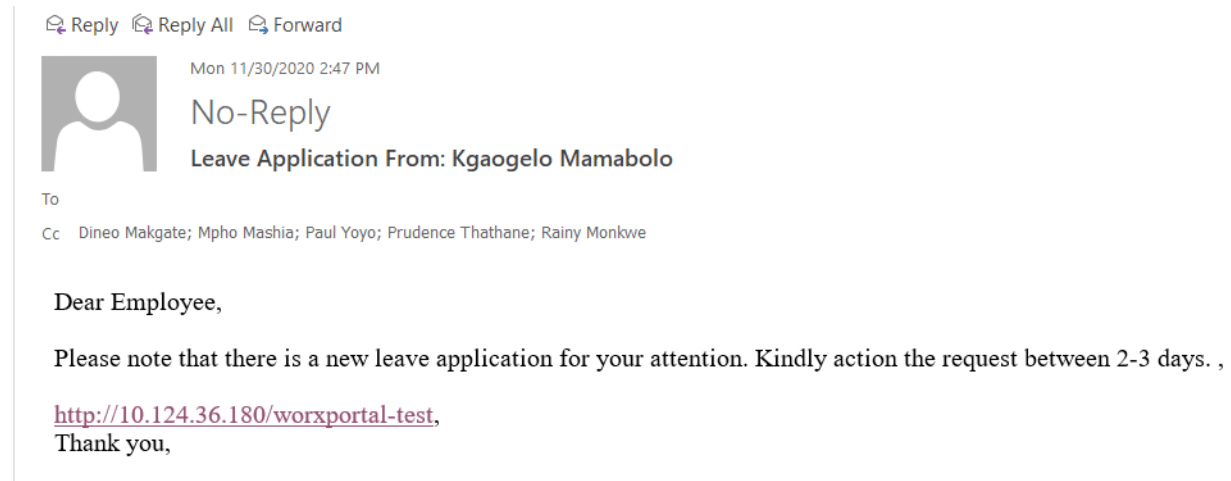 Reply Reply All Forward
Mon 11/30/2020 2:47 PM
No-Reply
Leave Application From: Kgaogelo Mamabolo
To
Cc Dineo Makgate; Mpho Mashia; Paul Yoyo; Prudence Thathane; Rainy Monkwe
Dear Employee,
Please note that there is a new leave application for your attention. Kindly action the request between 2-3 days. ,
http://10.124.36.180/worxportal-test,
Thank you,